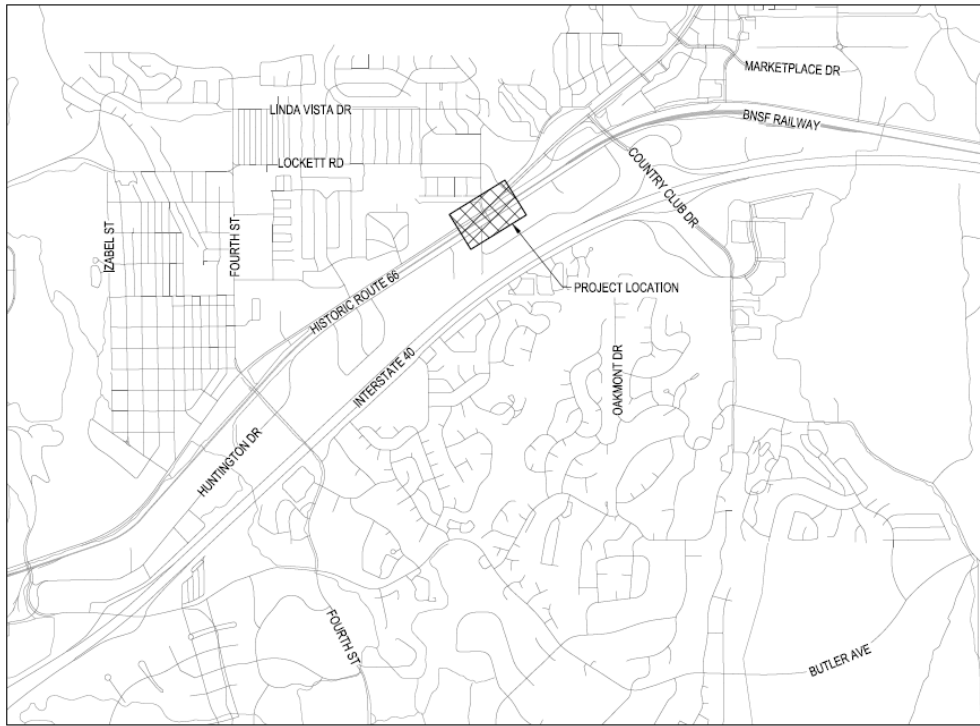 MARKETPLACE DR
LINDA VISTA DR
BNSF RAILWAY
LOCKETT RD
COUNTRY CLUB DR
IZABEL ST
FOURTH ST
PROJECT LOCATION
HISTORIC ROUTE 66
INTERSTATE 40
OAKMONT DR
HUNTINGTON DR
FOURTH ST
BUTLER AVE